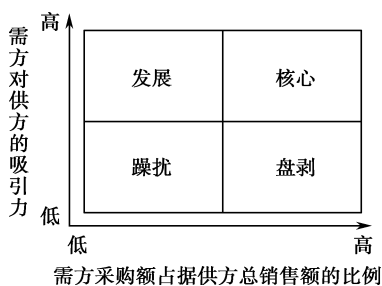 高
需方对供方的吸引力
发展 核心
躁扰 盘剥
低
低 高
需方采购额占据供方总销售额的比例